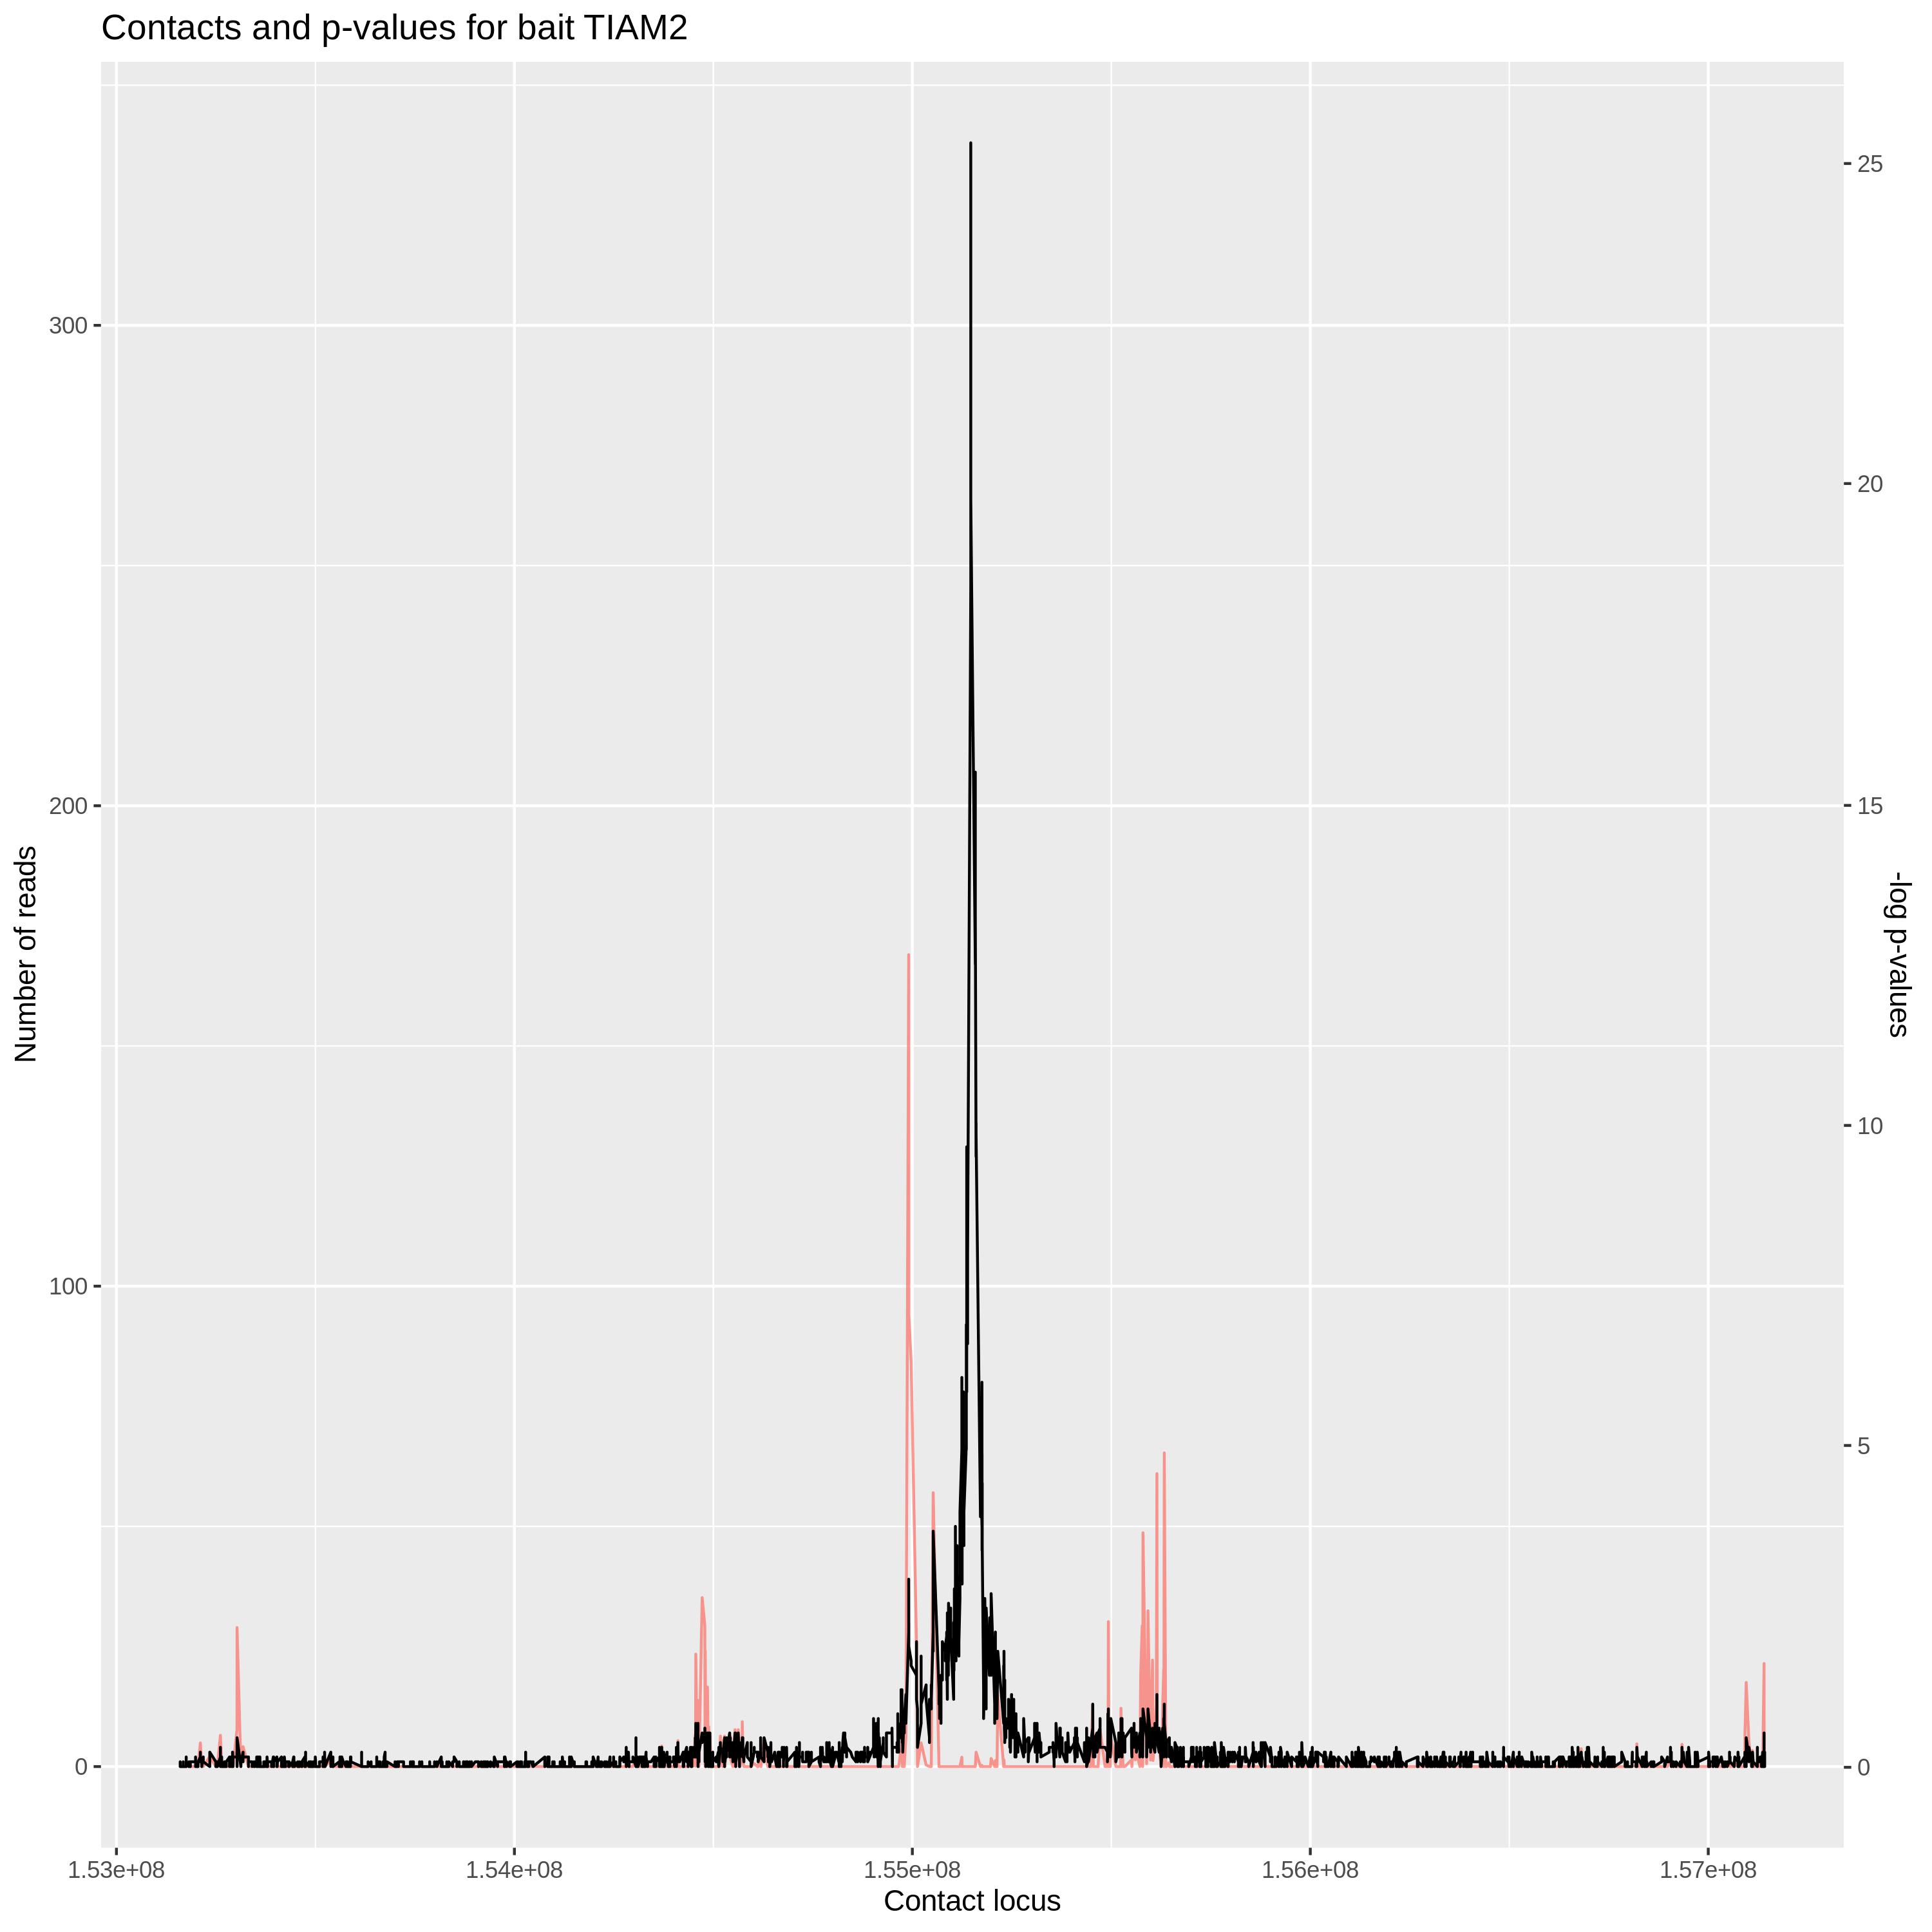 Contacts and p-values for bait TIAM2
Number of reads
300
200
100
0
25
20
15
10
5
0
-log p-values
1.53e+08
1.54e+08
1.55e+08
1.56e+08
1.57e+08
Contact locus